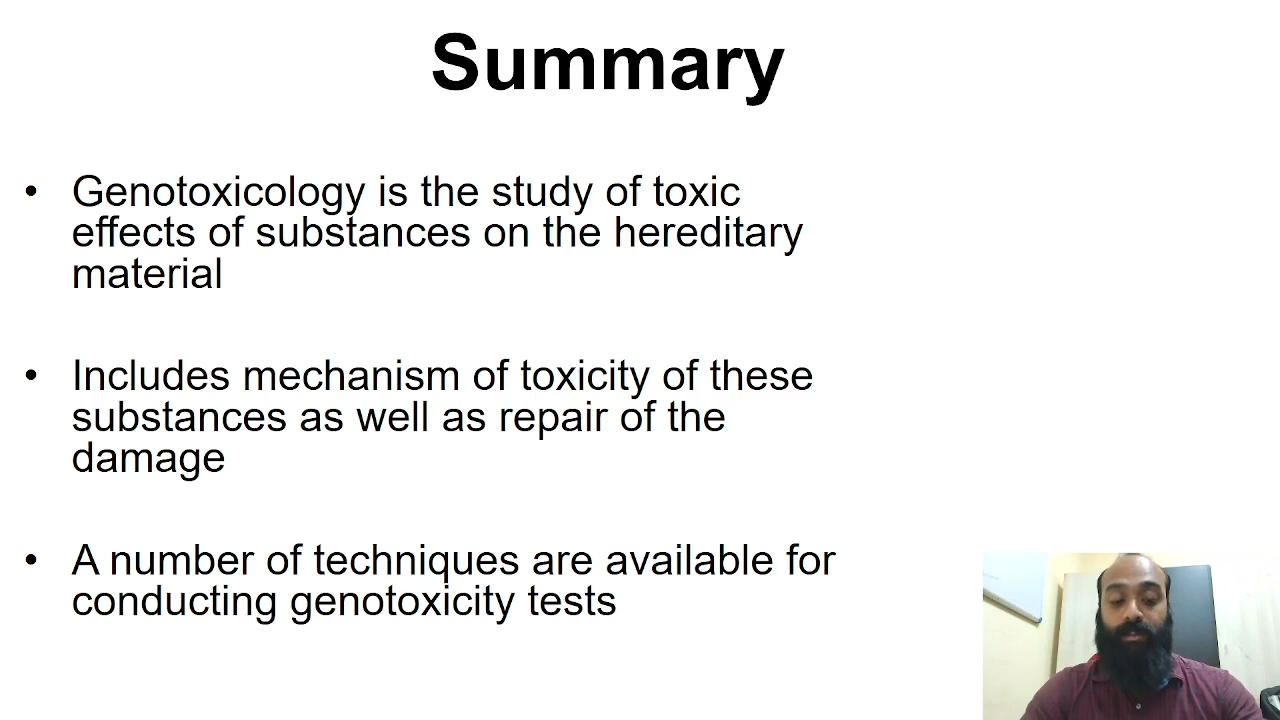 Summary
• Genotoxicology is the study of toxic
effects of substances on the hereditary
material
• Includes mechanism of toxicity of these
substances as well as repair of the
damage
• A number of techniques are available for
conducting genotoxicity tests